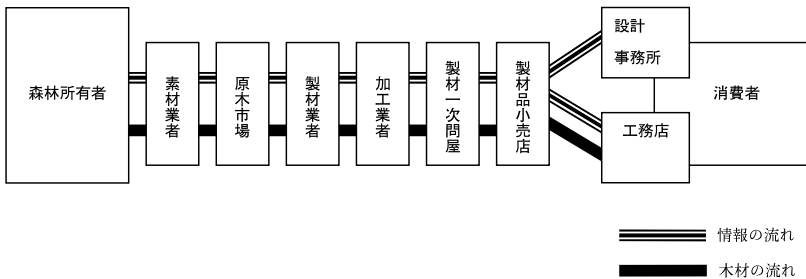 森林所有者
素材業者
原木市場
製材業者
加工業者
製材一次問屋
製材品小売店
設計
事務所
工務店
消費者
情報の流れ
木材の流れ